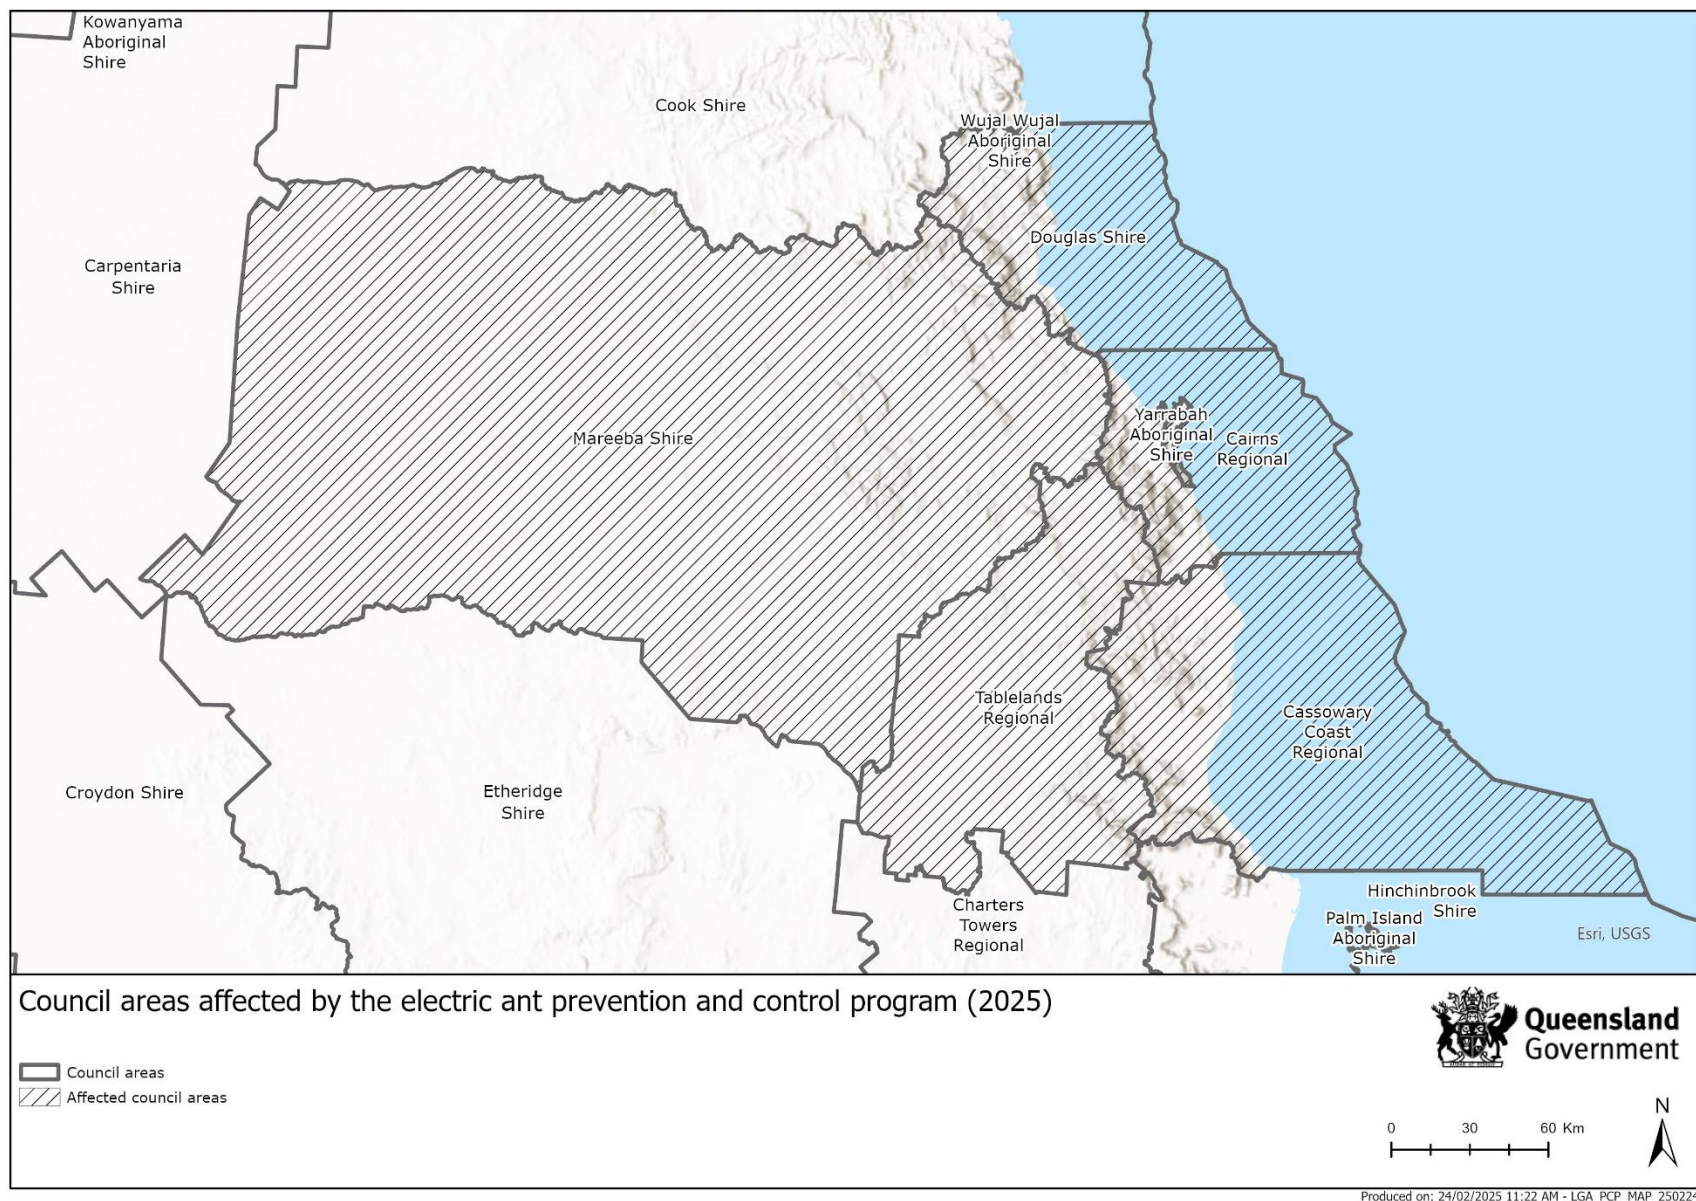 Kowanyama
Aboriginal
Shire
Cook Shire
Wujal Wujal
Aboriginal
Shire
Carpentaria
Shire
Douglas Shire
Mareeba Shire
Yarrabah
Aboriginal
Shire
Cairns
Regional
Tablelands
Regional
Cassowary
Coast
Regional
Croydon Shire
Etheridge
Shire
Charters
Towers
Regional
Hinchinbrook
Shire
Palm Island
Aboriginal
Shire
Esri, USGS
Council areas affected by the electric ant prevention and control program (2025)
Council areas
Affected council areas
Queensland
Government
N
0 30 60 Km
Produced on: 24/02/2025 11:22 AM - LGA_PCP_MAP_250224